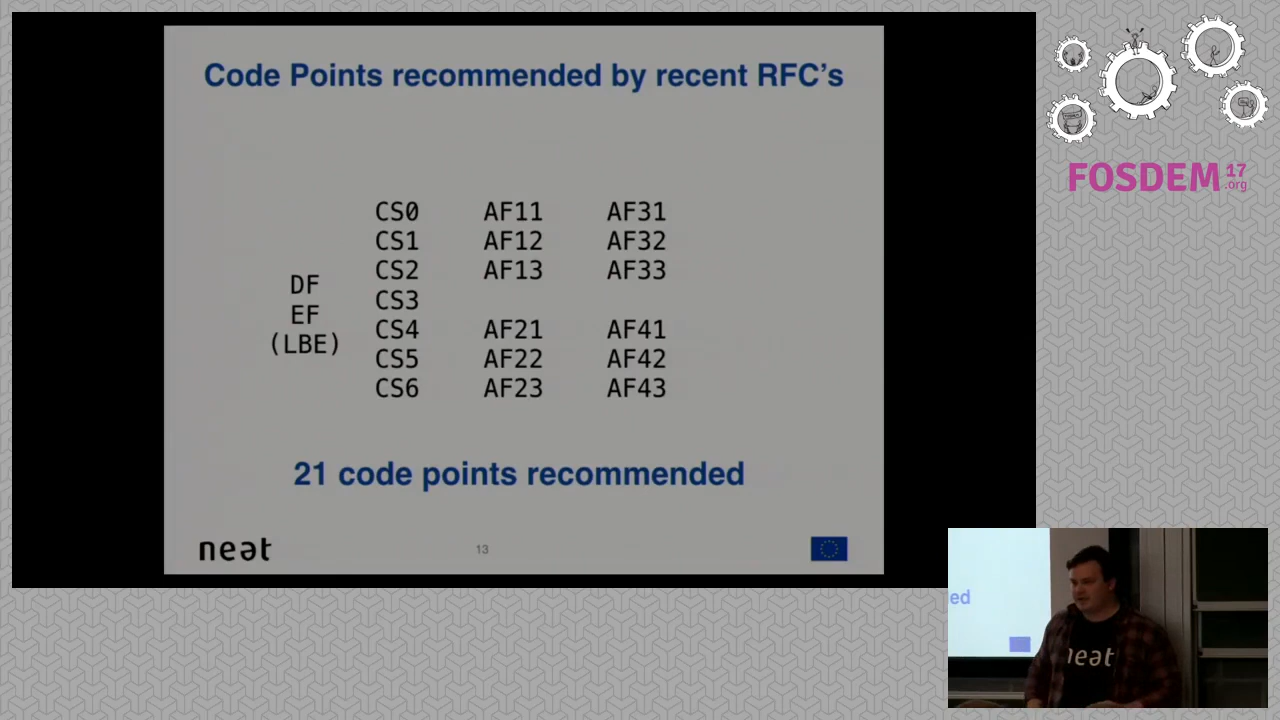 Code Points recommended by recent RFC's
DF
EF
(LBE)
CS0
CS1
CS2
CS3
CS4
CS5
CS6
AF11
AF12
AF13
AF21
AF22
AF23
AF31
AF32
AF33
AF41
AF42
AF43
21 code points recommended
neat
13
FOSDEM 17
.org
ed
neat